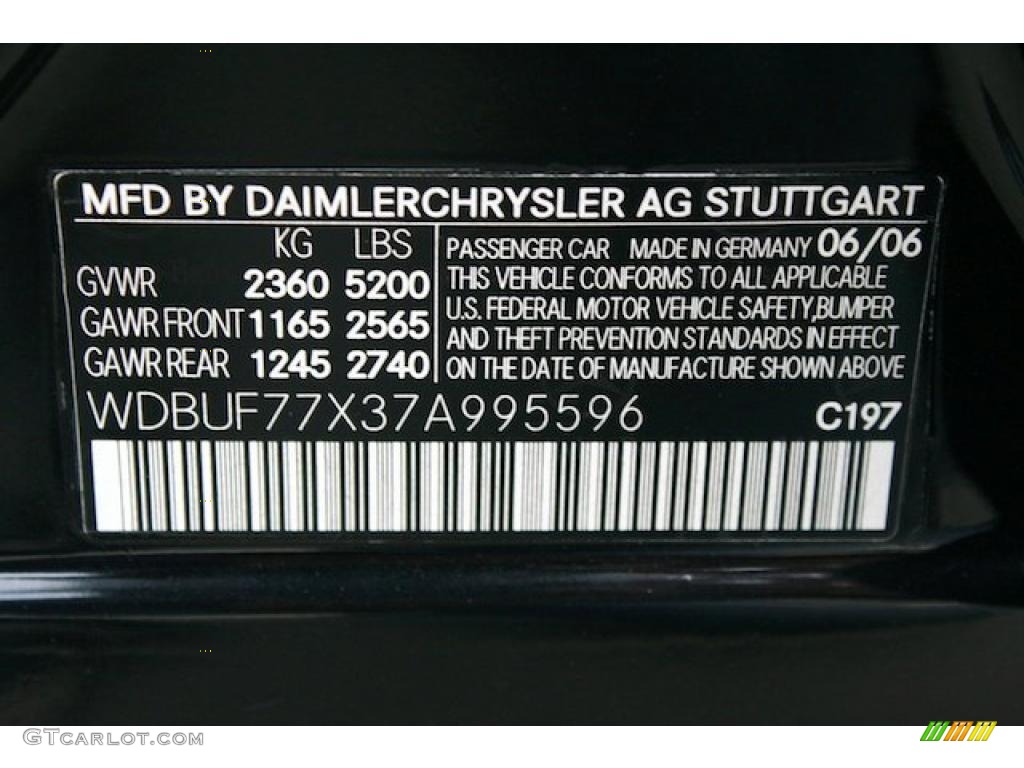 MFD BY DAIMLERCHRYSLER AG STUTTGART
KG LBS
GVWR 2360 5200
GAWR FRONT 1165 2565
GAWR REAR 1245 2740
PASSENGER CAR MADE IN GERMANY 06/06
THIS VEHICLE CONFORMS TO ALL APPLICABLE
U.S. FEDERAL MOTOR VEHICLE SAFETY, BUMPER
AND THEFT PREVENTION STANDARDS IN EFFECT
ON THE DATE OF MANUFACTURE SHOWN ABOVE
WDBUF77X37A995596 C197
GTCarLot.com